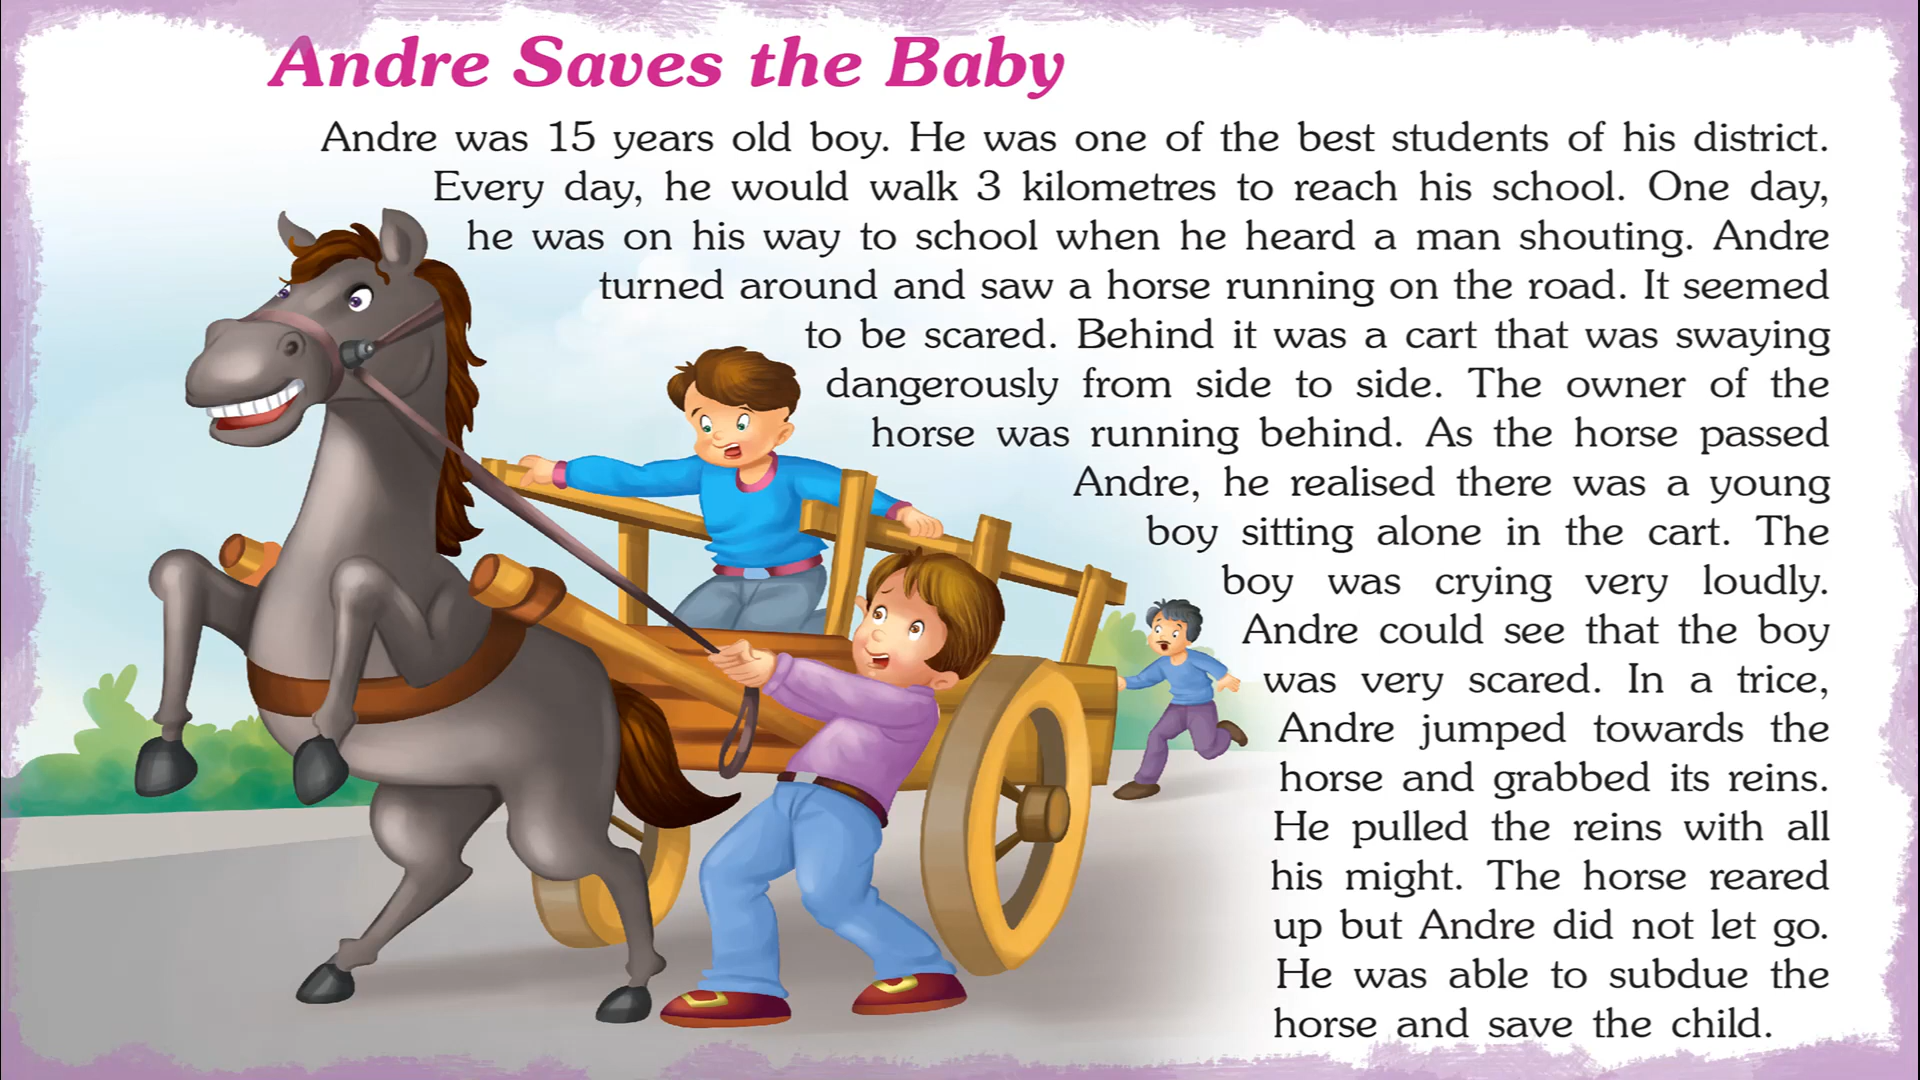 Andre Saves the Baby
Andre was 15 years old boy. He was one of the best students of his district.
Every day, he would walk 3 kilometres to reach his school. One day,
he was on his way to school when he heard a man shouting. Andre
turned around and saw a horse running on the road. It seemed
to be scared. Behind it was a cart that was swaying
dangerously from side to side. The owner of the
horse was running behind. As the horse passed
Andre, he realised there was a young
boy sitting alone in the cart. The
boy was crying very loudly.
Andre could see that the boy
was very scared. In a trice,
Andre jumped towards the
horse and grabbed its reins.
He pulled the reins with all
his might. The horse reared
up but Andre did not let go.
He was able to subdue the
horse and save the child.